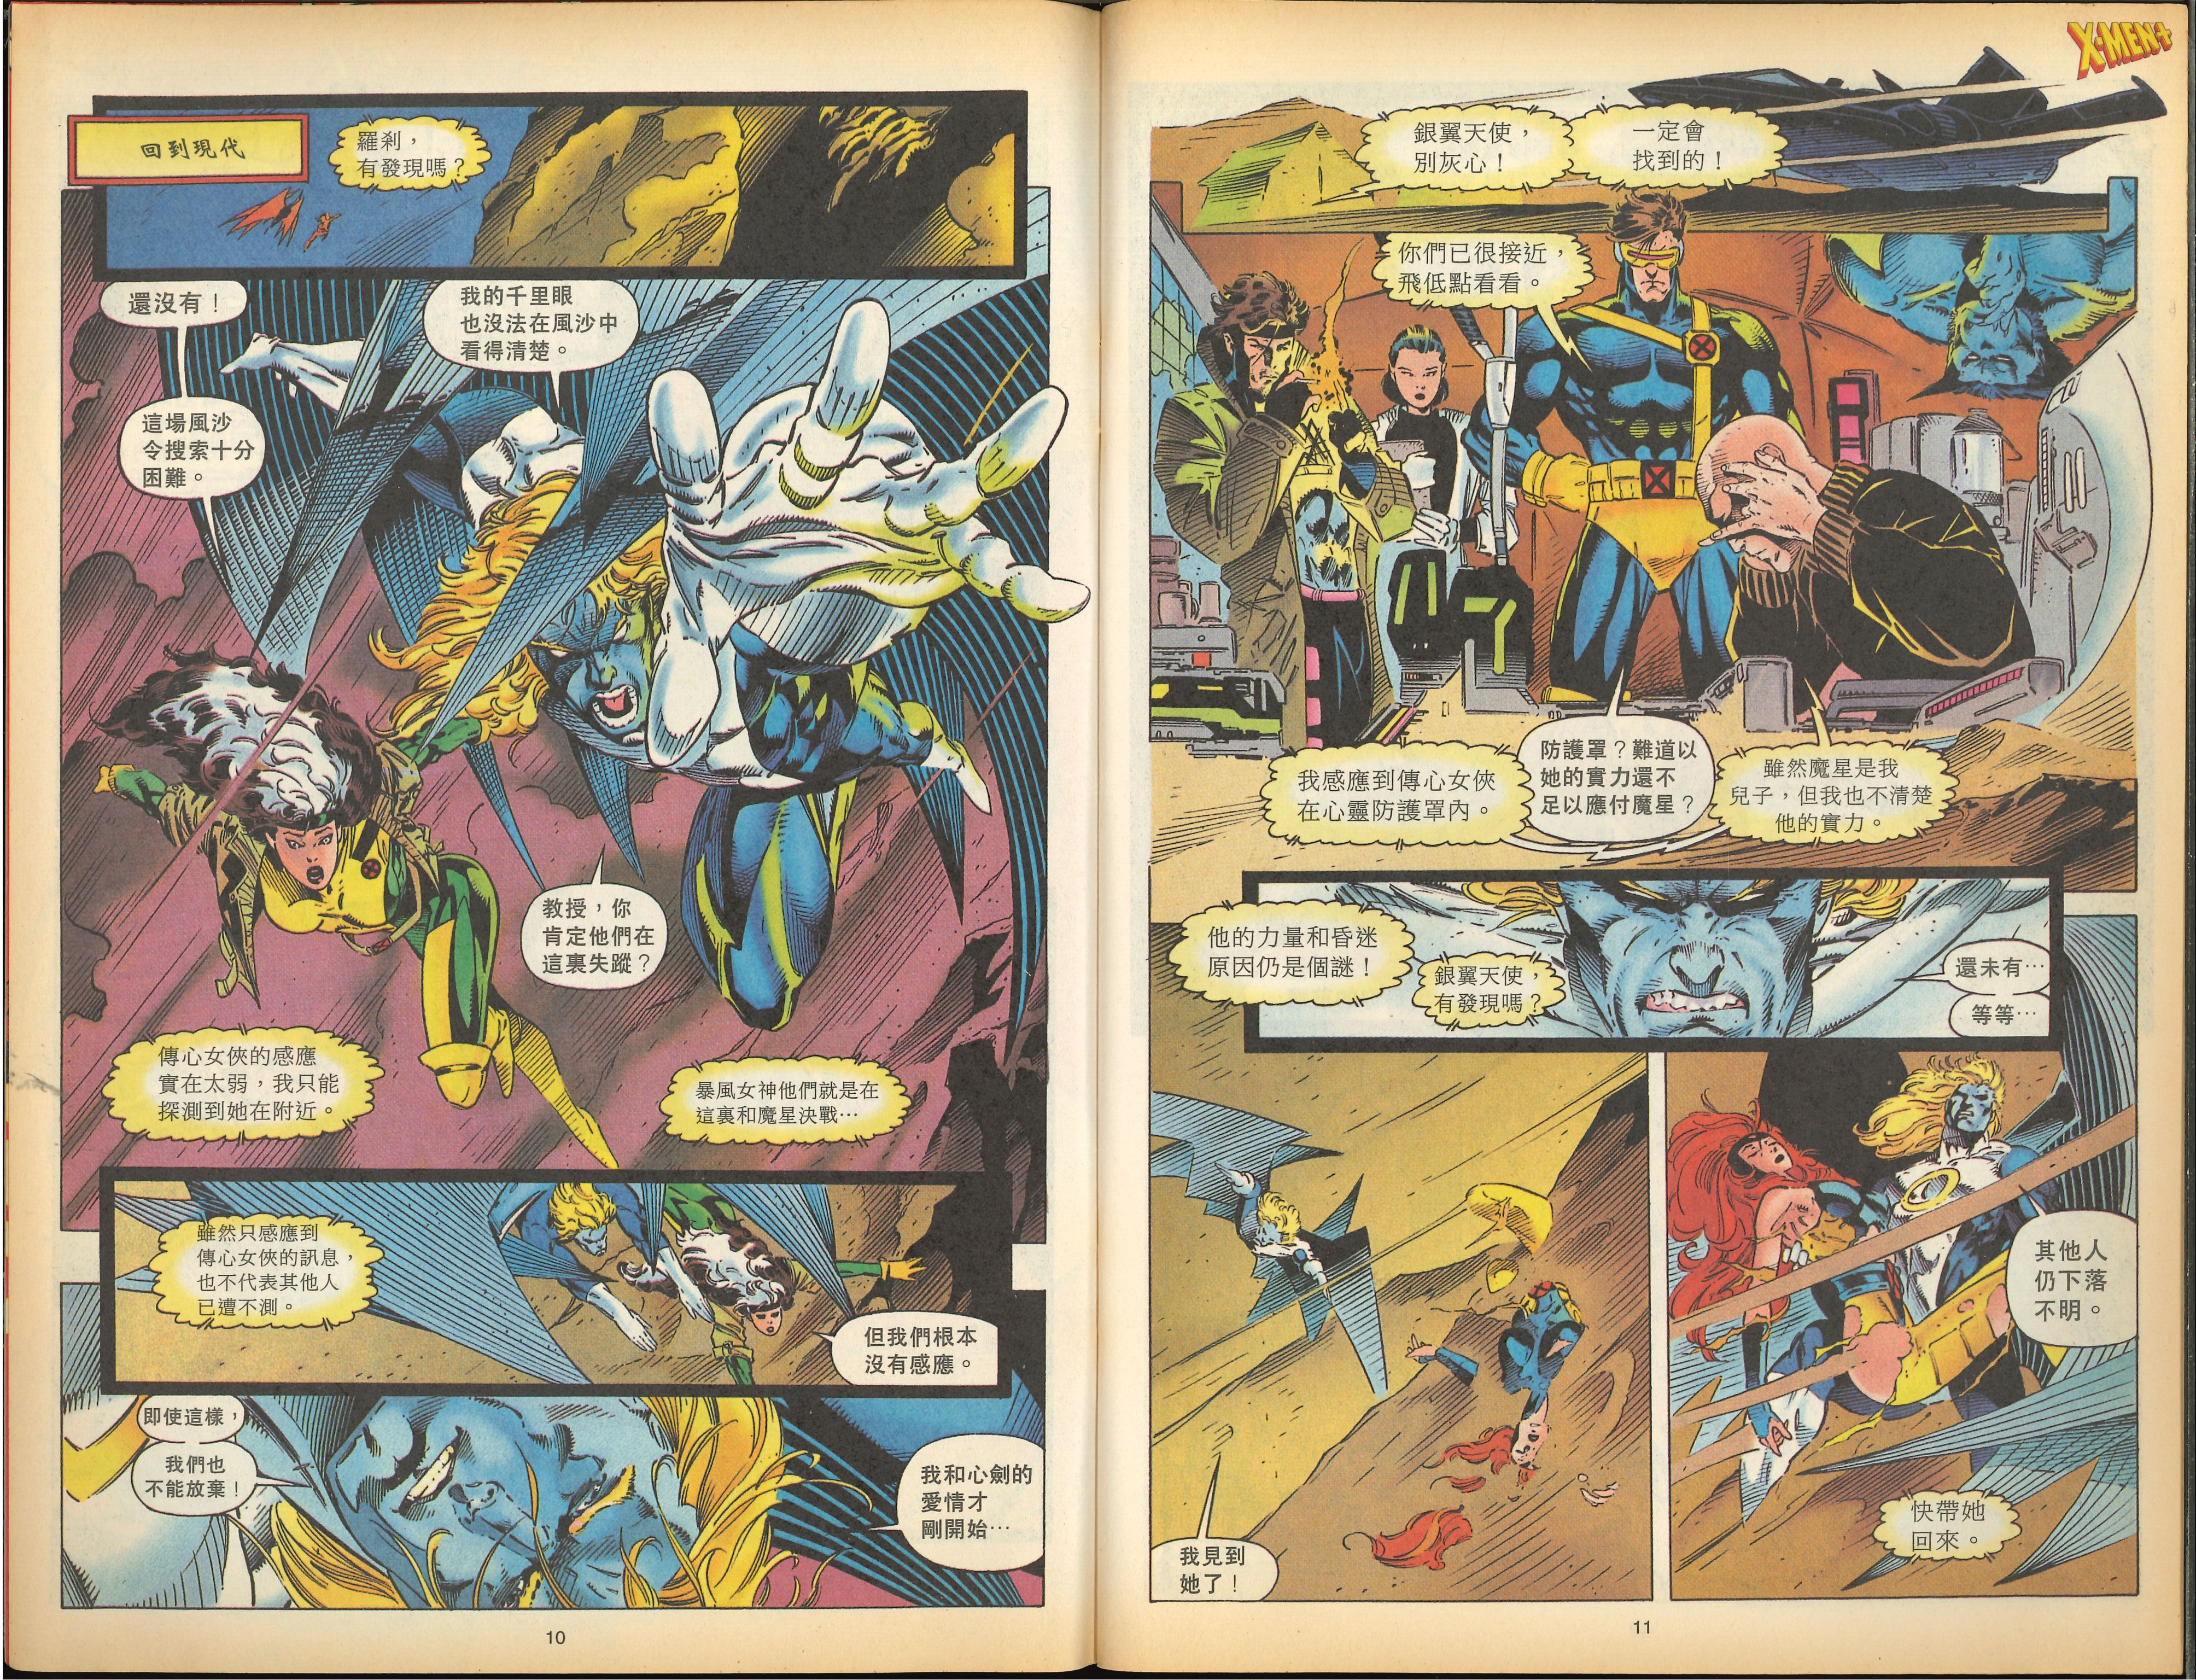 回到現代
羅剎，
有發現嗎？
還沒有！
我的千里眼
也沒法在風沙中
看得清楚。
這場風沙
令搜索十分
困難。
教授，你
肯定他們在
這裏失蹤？
傳心女俠的感應
實在太弱，我只能
探測到她在附近。
暴風女神他們就是在
這裏和魔星決戰…
雖然只感應到
傳心女俠的訊息，
也不代表其他人
已遭不測。
但我們根本
沒有感應。
即使這樣，
我們也
不能放棄！
我和心劍的
愛情才
剛開始…
10
X-MEN+
銀翼天使，
別灰心！
一定會
找到的！
你們已很接近，
飛低點看看。
我感應到傳心女俠
在心靈防護罩內。
防護罩？難道以
她的實力還不
足以應付魔星？
雖然魔星是我
兒子，但我也不清楚
他的實力。
他的力量和昏迷
原因仍是個謎！
銀翼天使，
有發現嗎？
還未有…
等等…
我見到
她了！
其他人
仍下落
不明。
快帶她
回來。
11